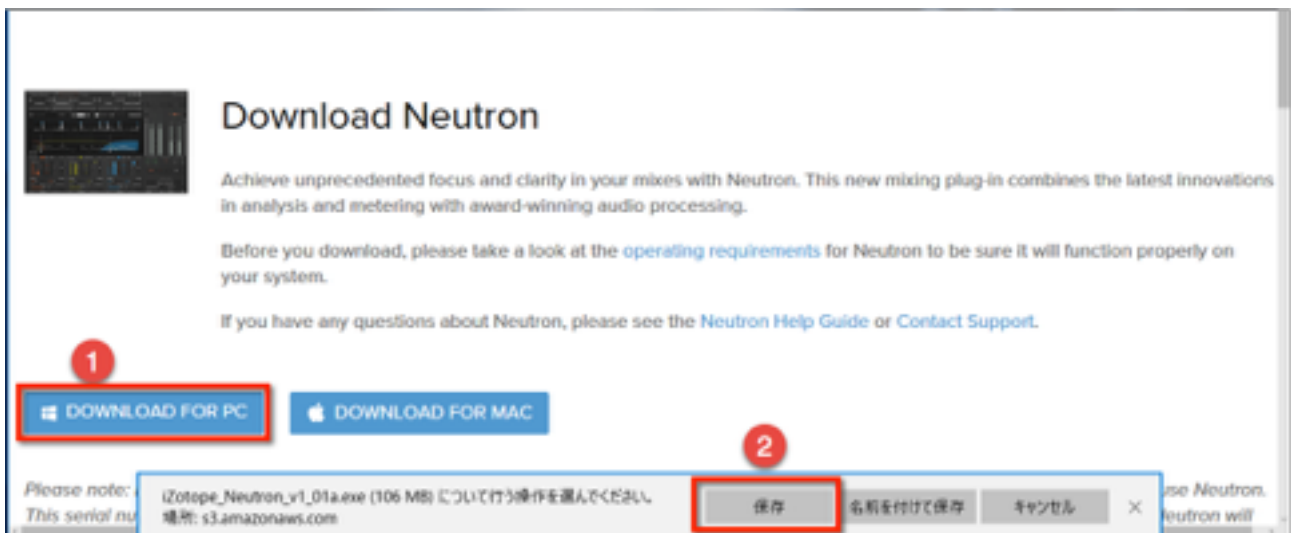 Download Neutron
Achieve unprecedented focus and clarity in your mixes with Neutron. This new mixing plug-in combines the latest innovations
in analysis and metering with award-winning audio processing.
Before you download, please take a look at the operating requirements for Neutron to be sure it will function properly on
your system.
If you have any questions about Neutron, please see the Neutron Help Guide or Contact Support.
1
DOWNLOAD FOR PC
DOWNLOAD FOR MAC
2
Please note:
use Neutron.
iZotope_Neutron_v1_01a.exe (106 MB) について行う操作を選んでください。
場所: s3.amazonaws.com
保存
名前を付けて保存
キャンセル
This serial nu
Neutron will